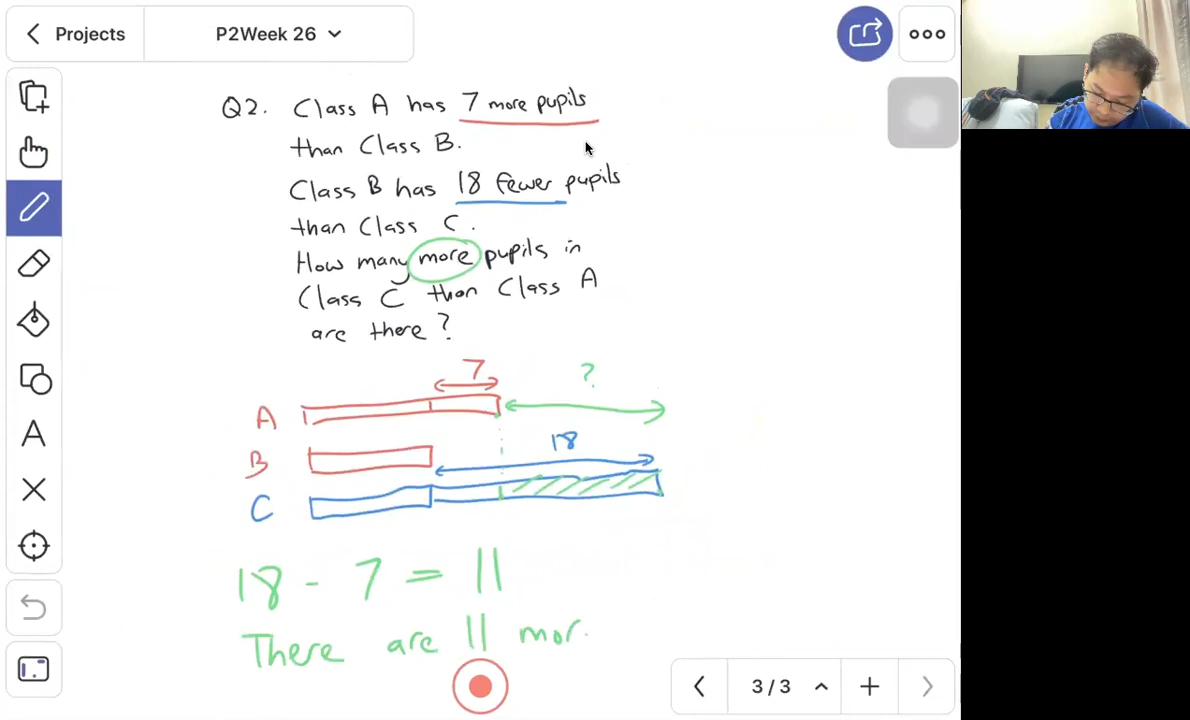 Projects
P2Week 26
Q2. Class A has 7 more pupils
than Class B.
Class B has 18 fewer pupils
than Class C.
How many more pupils in
Class C than Class A
are there?
7
?
A
18
B
C
18 - 7 = 11
There are 11 mor.
A
3/3